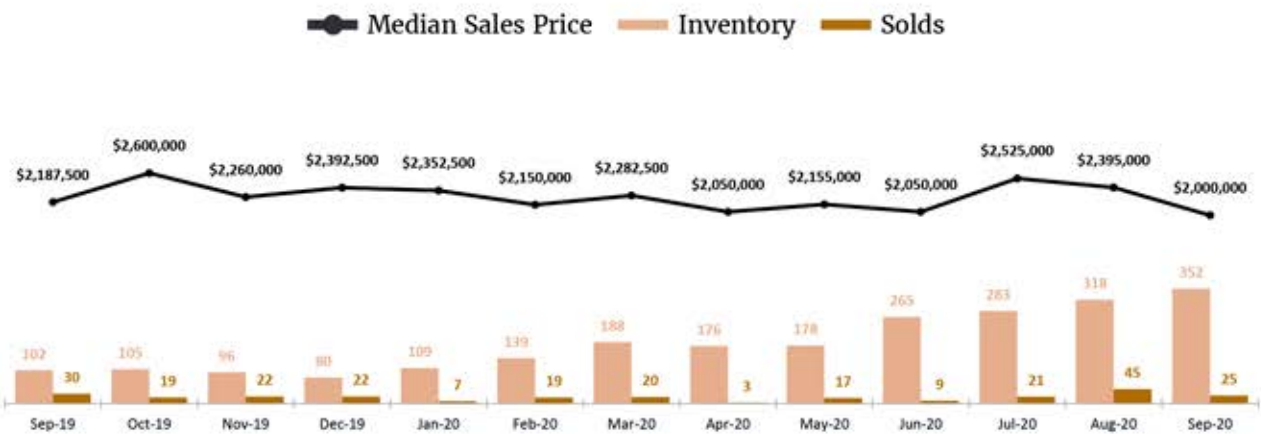 Median Sales Price Inventory Solds
$2,187,500 $2,600,000 $2,260,000 $2,392,500 $2,352,500 $2,150,000 $2,282,500 $2,050,000 $2,155,000 $2,050,000 $2,525,000 $2,395,000 $2,000,000
102 105 96 80 109 139 188 176 178 265 283 318 352
30 19 22 22 7 19 20 3 17 9 21 45 25
Sep-19 Oct-19 Nov-19 Dec-19 Jan-20 Feb-20 Mar-20 Apr-20 May-20 Jun-20 Jul-20 Aug-20 Sep-20